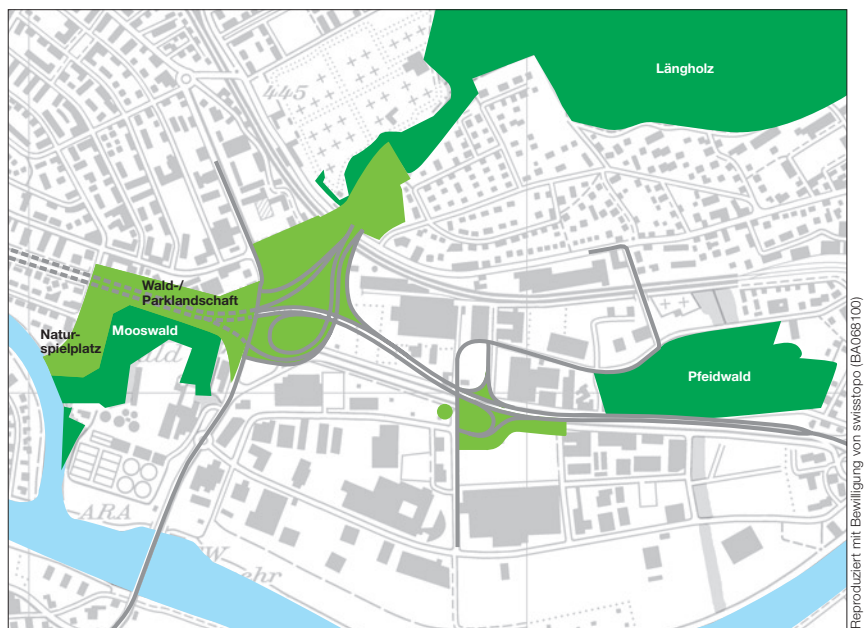 Längholz
445
Wald-/
Parklandschaft
Natur-
spielplatz
Mooswald
Pfeidwald
ARA
Reproduziert mit Bewilligung von swisstopo (BA068100)